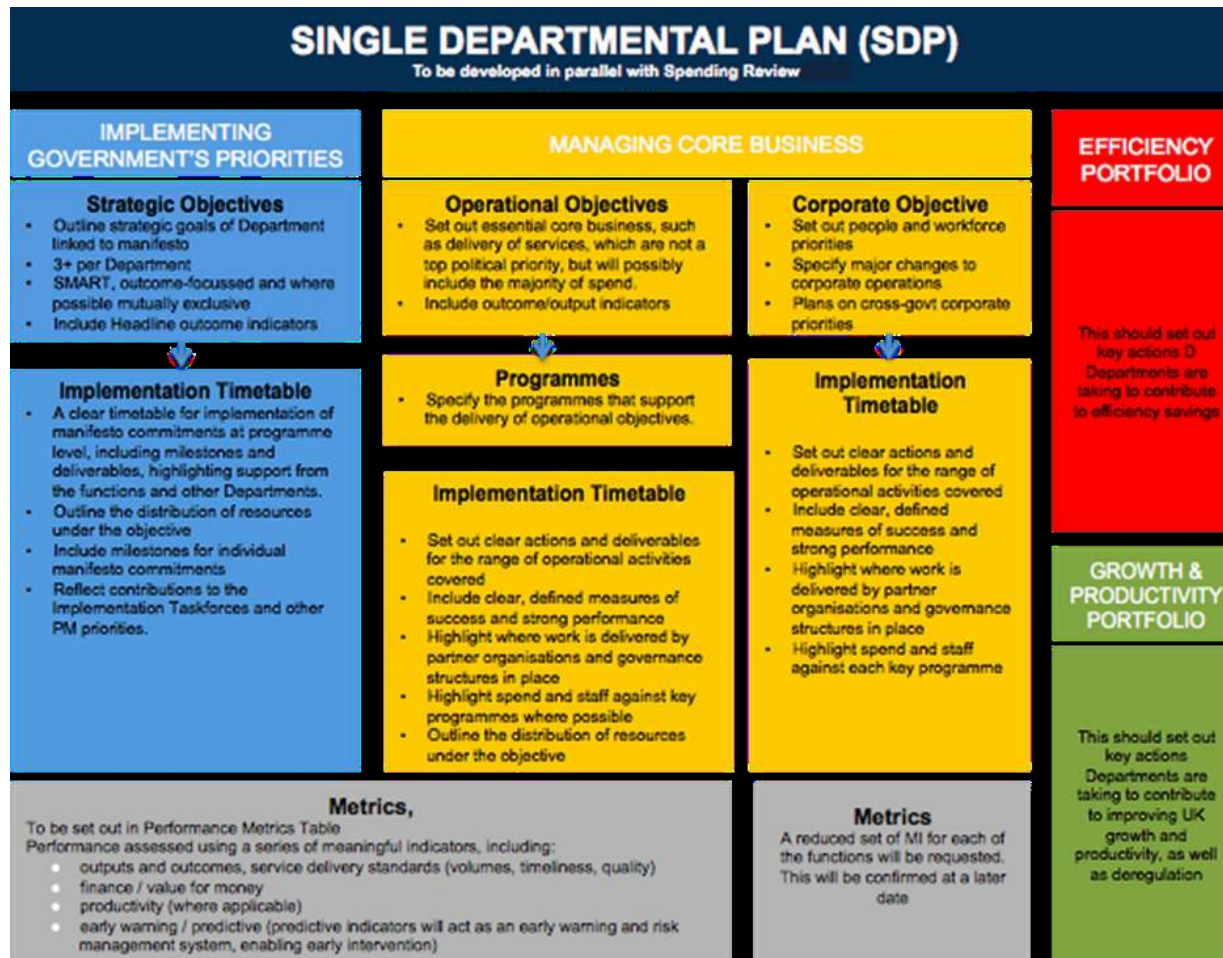 SINGLE DEPARTMENTAL PLAN (SDP)
To be developed in parallel with Spending Review
IMPLEMENTING
GOVERNMENT'S PRIORITIES
Strategic Objectives
• Outline strategic goals of Department
linked to manifesto
• 3+ per Department
• SMART, outcome-focussed and where
possible mutually exclusive
• Include Headline outcome indicators
Implementation Timetable
• A clear timetable for implementation of
manifesto commitments at programme
level, including milestones and
deliverables, highlighting support from
the functions and other Departments.
• Outline the distribution of resources
under the objective
• Include milestones for individual
manifesto commitments
• Reflect contributions to the
Implementation Taskforces and other
PM priorities.
MANAGING CORE BUSINESS
Operational Objectives
• Set out essential core business, such
as delivery of services, which are not a
top political priority, but will possibly
include the majority of spend.
• Include outcome/output indicators
Programmes
• Specify the programmes that support
the delivery of operational objectives.
Implementation Timetable
• Set out clear actions and deliverables
for the range of operational activities
covered
• Include clear, defined measures of
success and strong performance
• Highlight where work is delivered by
partner organisations and governance
structures in place
• Highlight spend and staff against key
programmes where possible
• Outline the distribution of resources
under the objective
Corporate Objective
• Set out people and workforce
priorities
• Specify major changes to
corporate operations
• Plans on cross-govt corporate
priorities
Implementation
Timetable
• Set out clear actions and
deliverables for the range of
operational activities covered
• Include clear, defined
measures of success and
strong performance
• Highlight where work is
delivered by partner
organisations and governance
structures in place
• Highlight spend and staff
against each key programme
Metrics,
To be set out in Performance Metrics Table
Performance assessed using a series of meaningful indicators, including:
● outputs and outcomes, service delivery standards (volumes, timeliness, quality)
● finance / value for money
● productivity (where applicable)
● early warning / predictive (predictive indicators will act as an early warning and risk
management system, enabling early intervention)
Metrics
A reduced set of MI for each of
the functions will be requested.
This will be confirmed at a later
date
EFFICIENCY
PORTFOLIO
This should set out
key actions D
Departments are
taking to contribute
to efficiency savings
GROWTH &
PRODUCTIVITY
PORTFOLIO
This should set out
key actions
Departments are
taking to contribute
to improving UK
growth and
productivity, as well
as deregulation